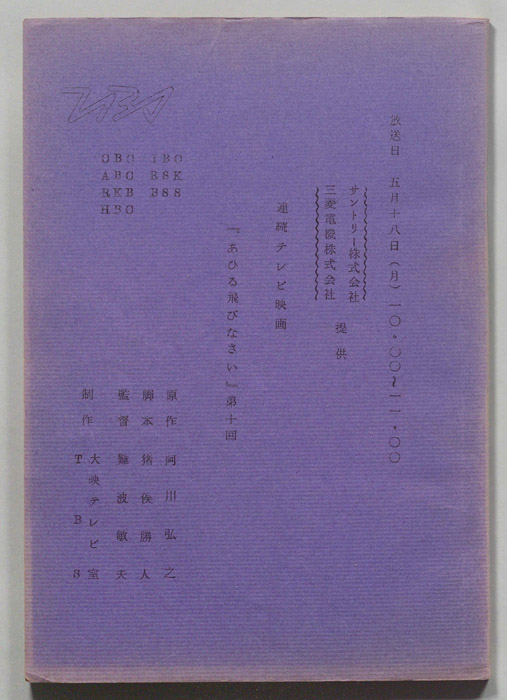 放送日 五月十八日(月)一〇・〇〇~一一・〇〇
サントリー株式会社
三菱電機株式会社
提供
連続テレビ映画
『あひる飛びなさい』第十回
原作 阿川弘之
脚本 猪俣勝人
監督 難波敏夫
制作 大映テレビ室
TBS
CBC IBC
ABC RSK
RKB BSS
HBC